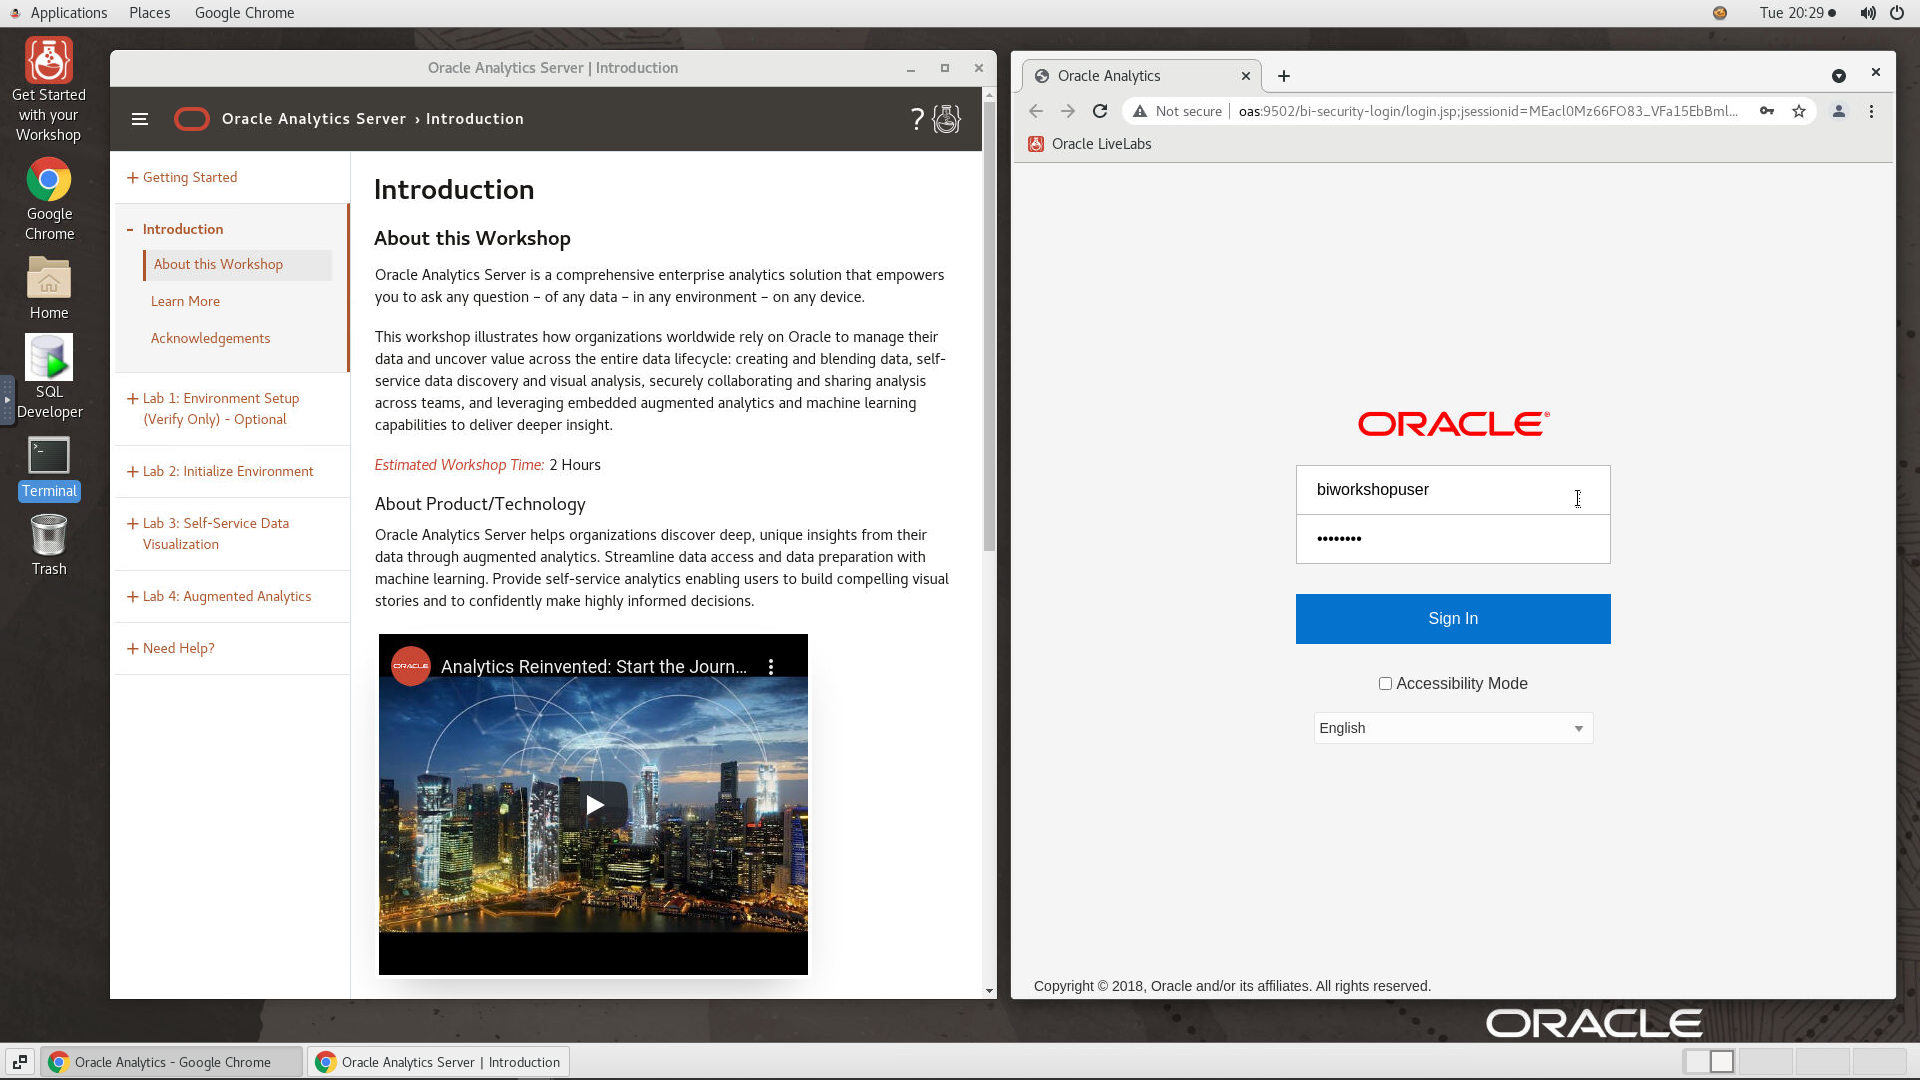 Applications
Places
Google Chrome
Tue 20:29
Get Started
with your
Workshop
Google
Chrome
Home
SQL
Developer
Terminal
Trash
Oracle Analytics Server | Introduction
Oracle Analytics Server › Introduction
?
+ Getting Started
- Introduction
About this Workshop
Learn More
Acknowledgements
+ Lab 1: Environment Setup
(Verify Only) - Optional
+ Lab 2: Initialize Environment
+ Lab 3: Self-Service Data
Visualization
+ Lab 4: Augmented Analytics
+ Need Help?
Introduction
About this Workshop
Oracle Analytics Server is a comprehensive enterprise analytics solution that empowers
you to ask any question – of any data – in any environment – on any device.
This workshop illustrates how organizations worldwide rely on Oracle to manage their
data and uncover value across the entire data lifecycle: creating and blending data, self-
service data discovery and visual analysis, securely collaborating and sharing analysis
across teams, and leveraging embedded augmented analytics and machine learning
capabilities to deliver deeper insight.
Estimated Workshop Time: 2 Hours
About Product/Technology
Oracle Analytics Server helps organizations discover deep, unique insights from their
data through augmented analytics. Streamline data access and data preparation with
machine learning. Provide self-service analytics enabling users to build compelling visual
stories and to confidently make highly informed decisions.
ORACLE
Analytics Reinvented: Start the Journ...
Oracle Analytics
Not secure
oas:9502/bi-security-login/login.jsp;jsessionid=MEacl0Mz66FO83_VFa15EbBml...
Oracle LiveLabs
ORACLE®
biworkshopuser
••••••••
Sign In
Accessibility Mode
English
Copyright © 2018, Oracle and/or its affiliates. All rights reserved.
ORACLE
Oracle Analytics - Google Chrome
Oracle Analytics Server | Introduction